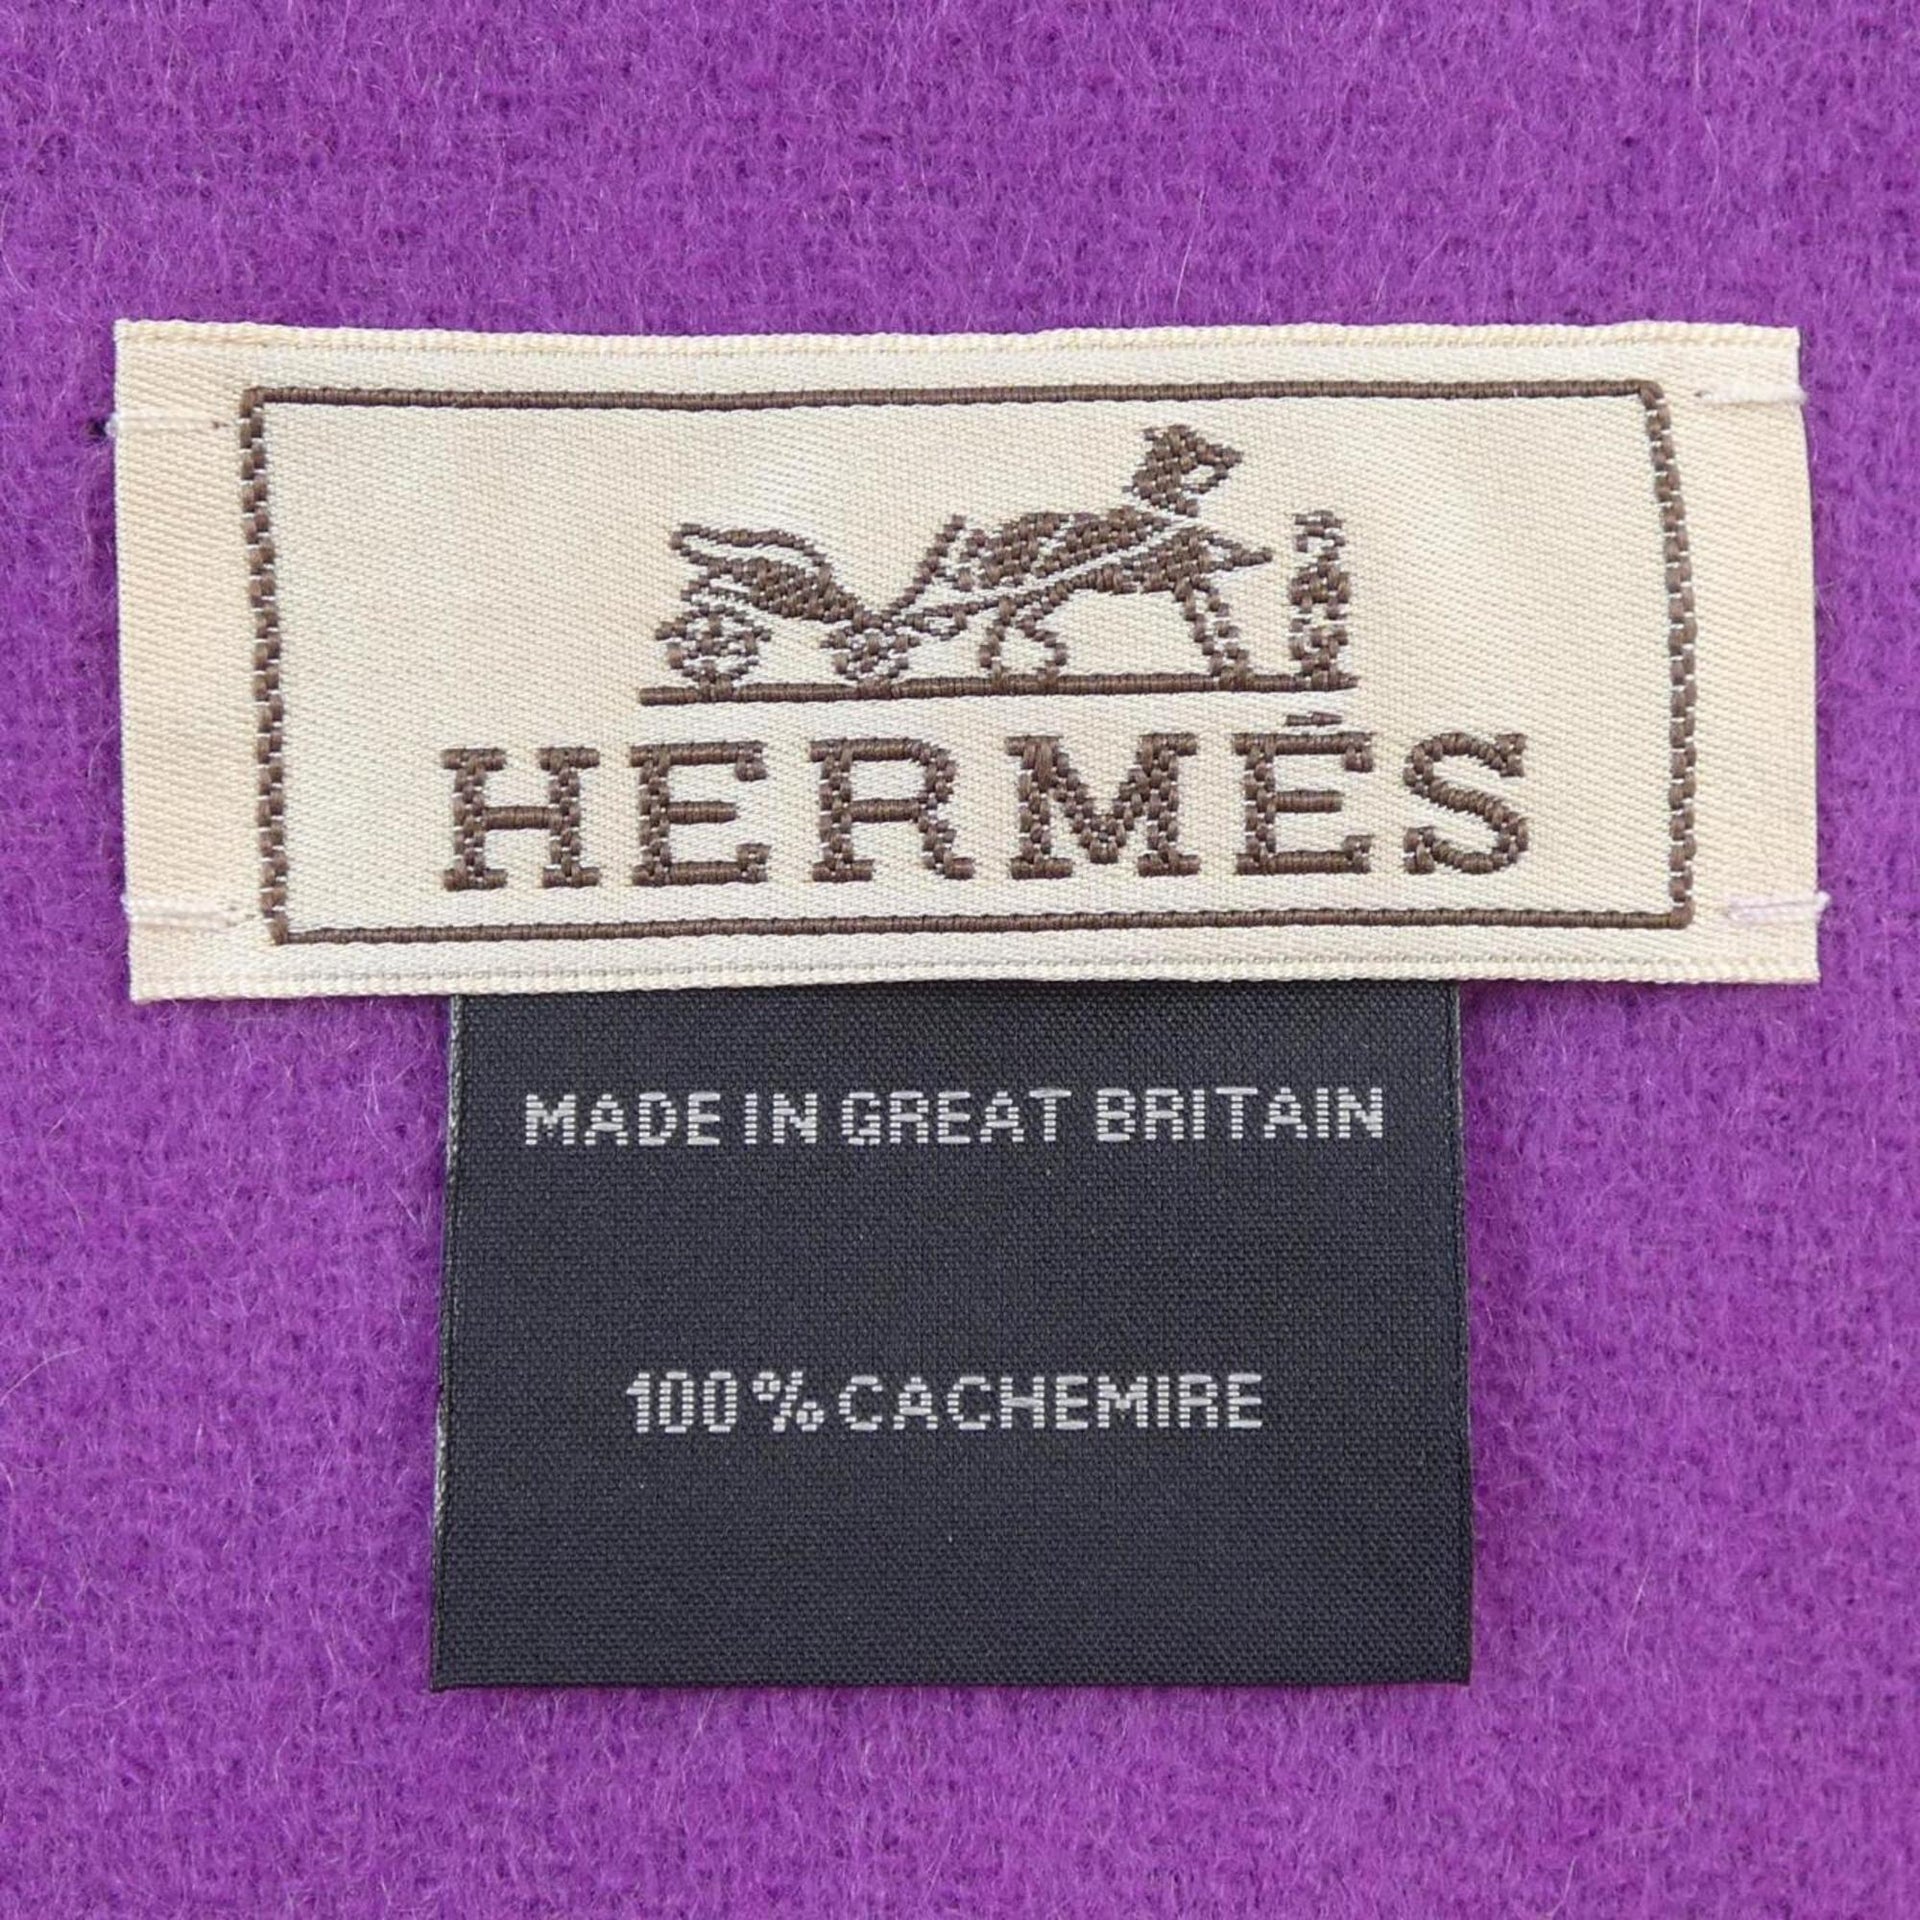 HERMÈS
MADE IN GREAT BRITAIN
100% CACHEMIRE